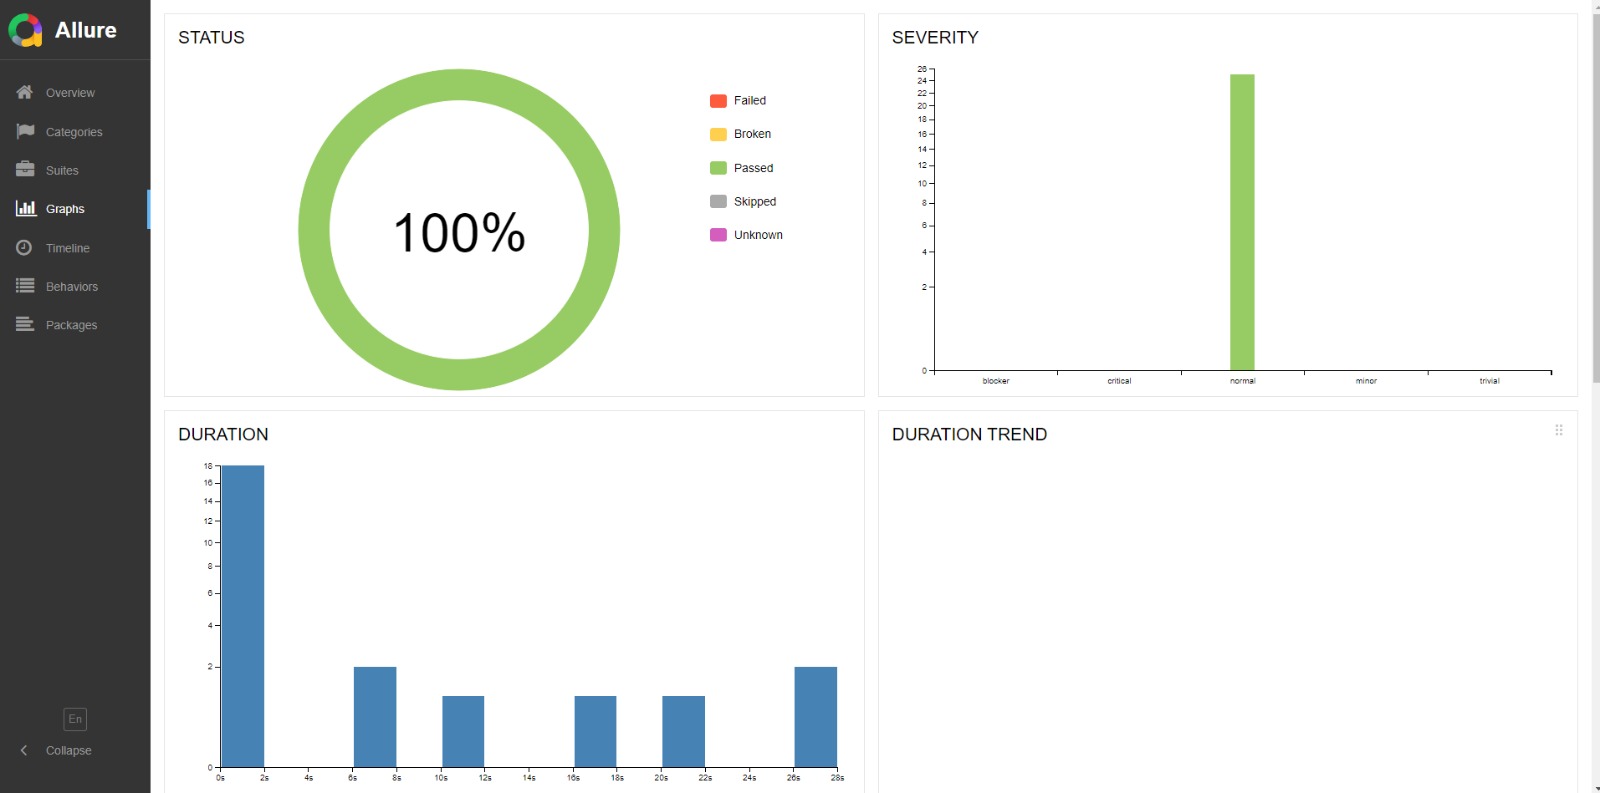 Allure
Overview
Categories
Suites
Graphs
Timeline
Behaviors
Packages
En
Collapse
STATUS
100%
Failed
Broken
Passed
Skipped
Unknown
SEVERITY
26
24
22
20
18
16
14
12
10
8
6
4
2
0
blocker critical normal minor trivial
DURATION
18
16
14
12
10
8
6
4
2
0
0s 2s 4s 6s 8s 10s 12s 14s 16s 18s 20s 22s 24s 26s 28s
DURATION TREND